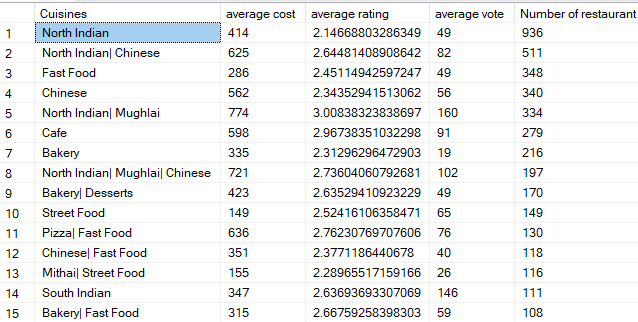 Cuisines average cost average rating average vote Number of restaurant
1 North Indian 414 2.14668803286349 49 936
2 North Indian| Chinese 625 2.64481408908642 82 511
3 Fast Food 286 2.45114942597247 49 348
4 Chinese 562 2.34352941513062 56 340
5 North Indian| Mughlai 774 3.00838323838697 160 334
6 Cafe 598 2.96738351032298 91 279
7 Bakery 335 2.31296296472903 19 216
8 North Indian| Mughlai| Chinese 721 2.73604060792681 102 197
9 Bakery| Desserts 423 2.63529410923229 49 170
10 Street Food 149 2.52416106358471 65 149
11 Pizza| Fast Food 636 2.76230769707606 76 130
12 Chinese| Fast Food 351 2.3771186440678 40 118
13 Mithai| Street Food 155 2.28965517159166 26 116
14 South Indian 347 2.63693693307069 146 111
15 Bakery| Fast Food 315 2.66759258398303 59 108